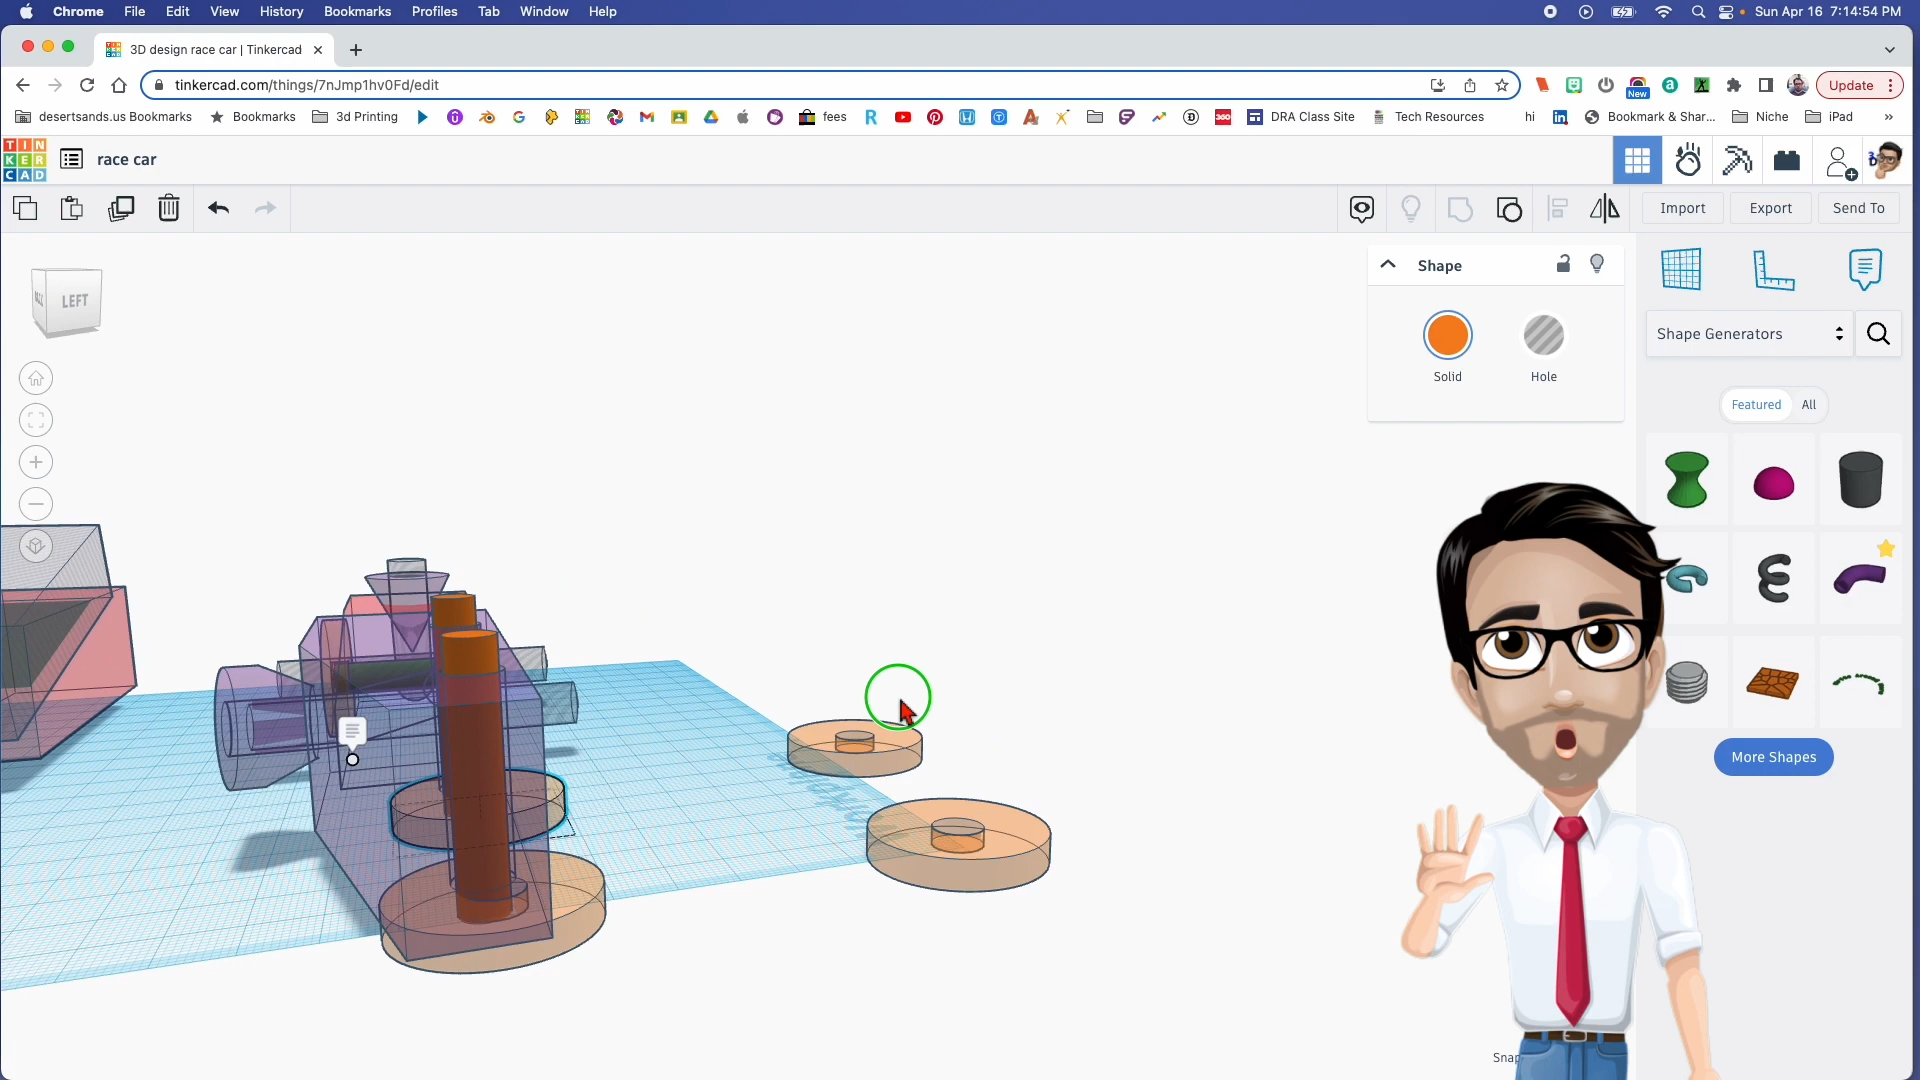 Chrome File Edit View History Bookmarks Profiles Tab Window Help Sun Apr 16 7:14:54 PM
3D design race car | Tinkercad
tinkercad.com/things/7nJmp1hv0Fd/edit New Update
desertsands.us Bookmarks Bookmarks 3d Printing fees DRA Class Site Tech Resources hi Bookmark & Shar... Niche iPad »
TIN
KER
CAD
race car
Import Export Send To
LEFT
Shape
Solid Hole
Shape Generators
Featured All
More Shapes
Snap